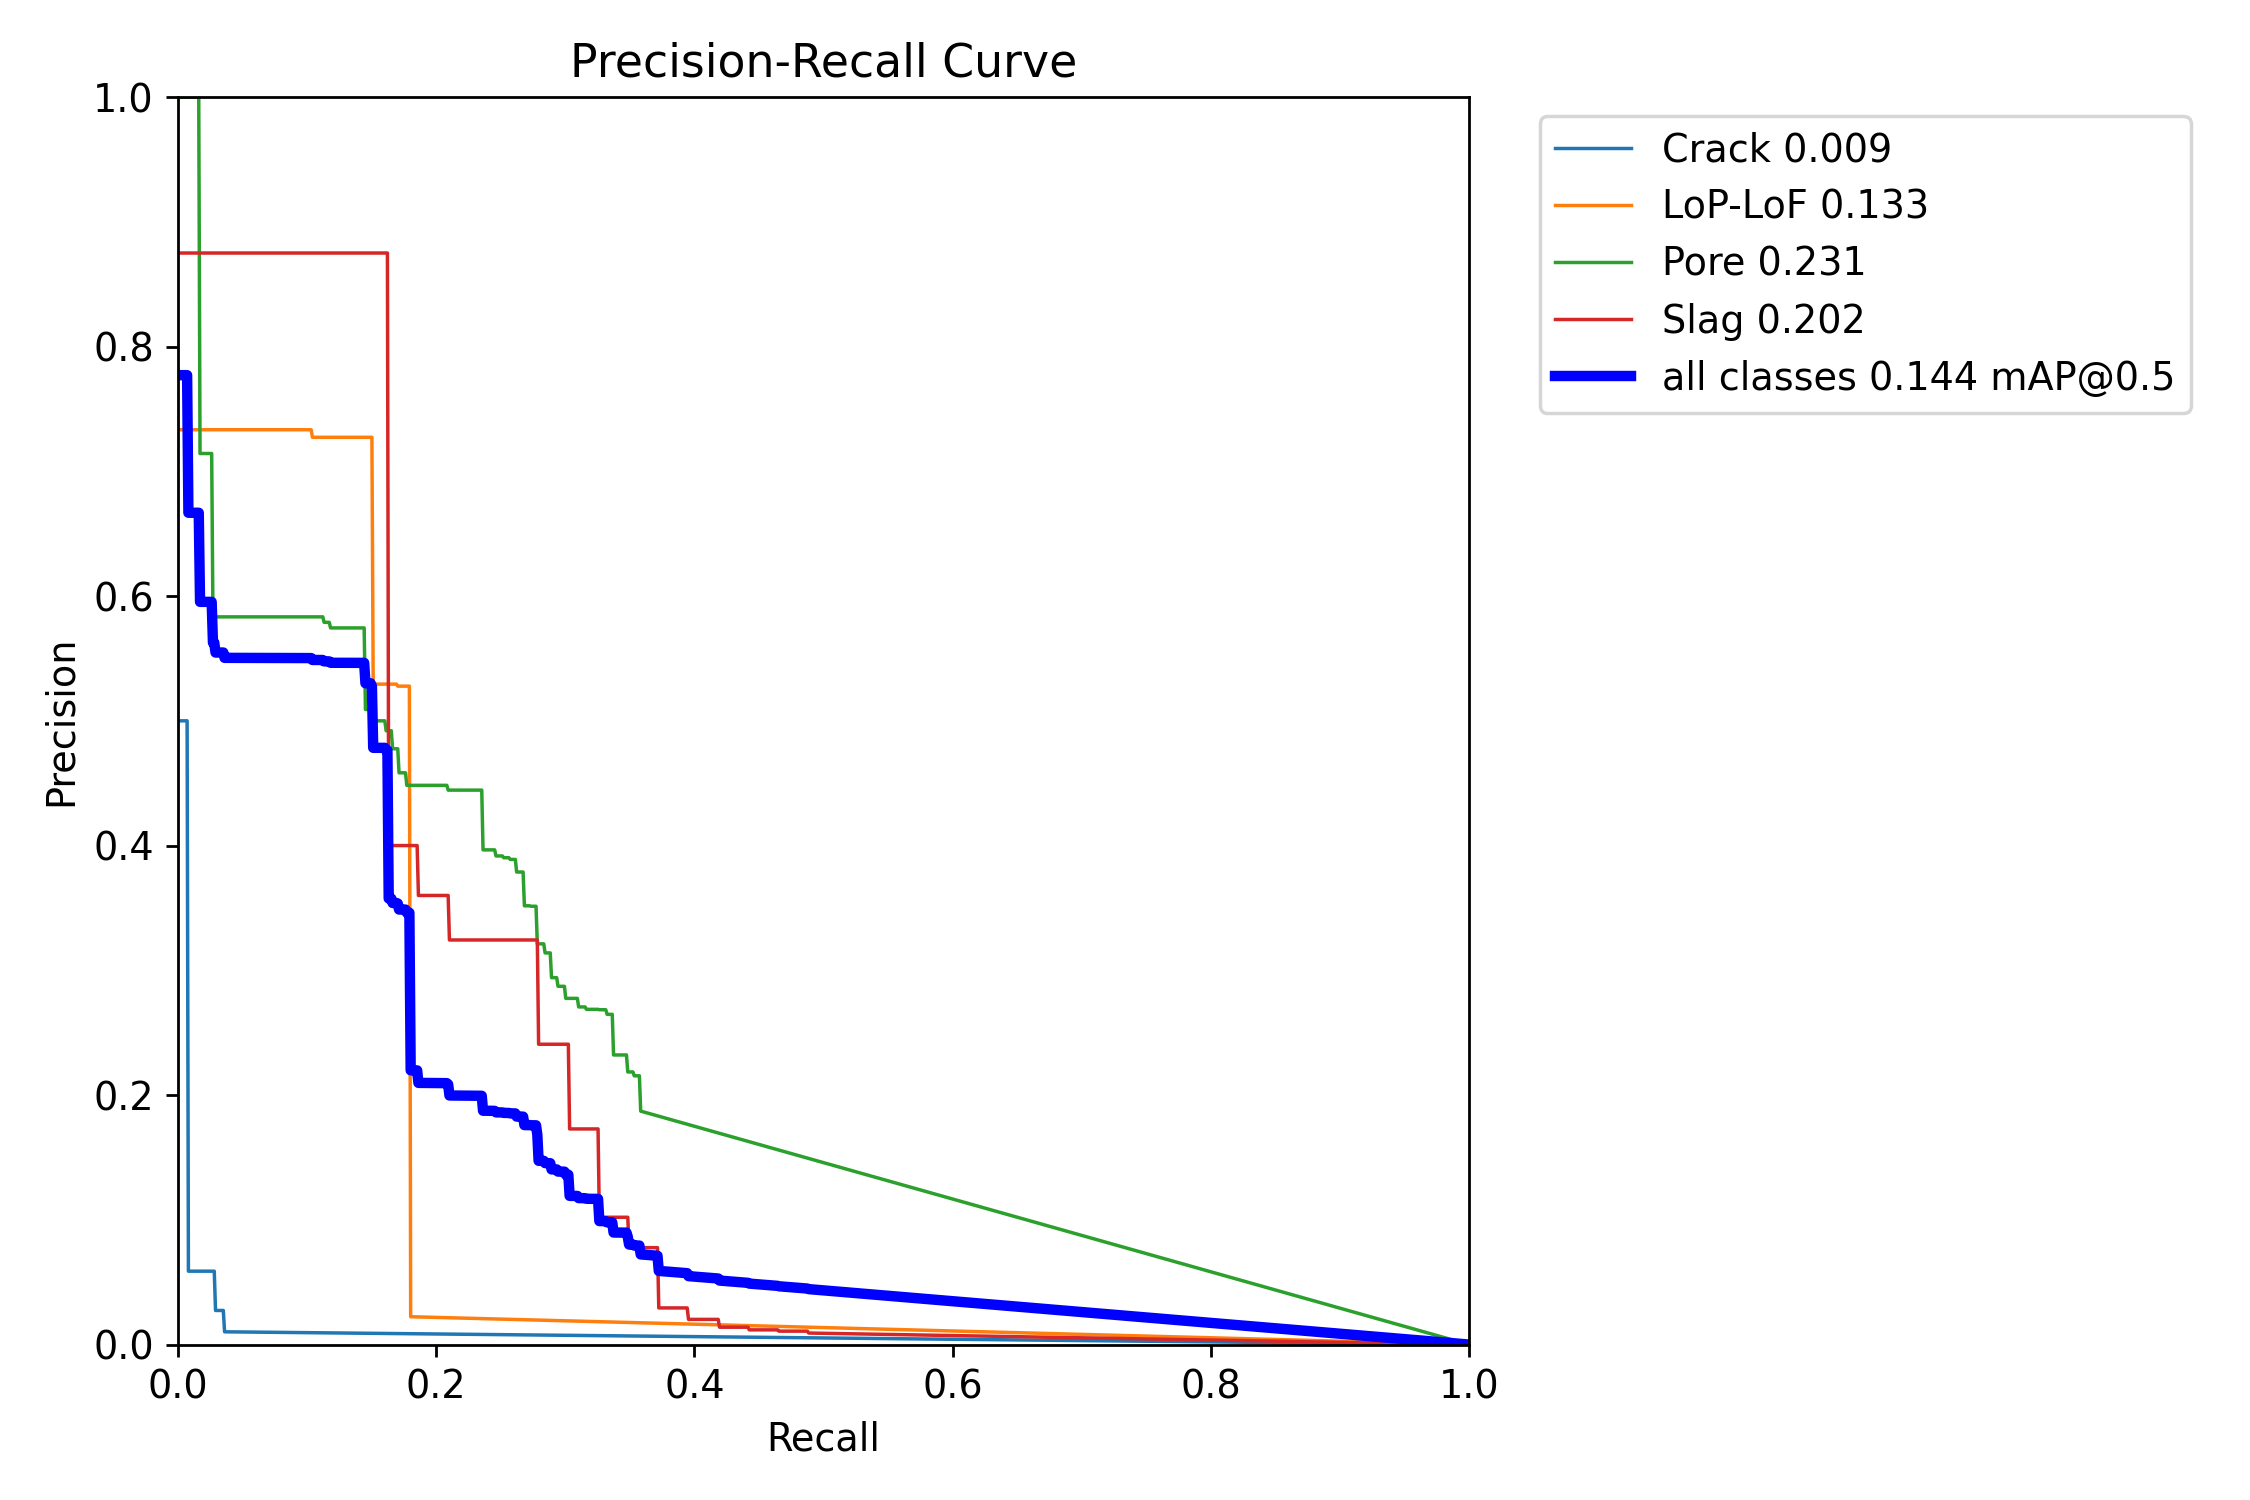 Precision-Recall Curve
1.0
0.8
0.6
0.4
0.2
0.0
Precision
0.0 0.2 0.4 0.6 0.8 1.0
Recall
Crack 0.009
LoP-LoF 0.133
Pore 0.231
Slag 0.202
all classes 0.144 mAP@0.5